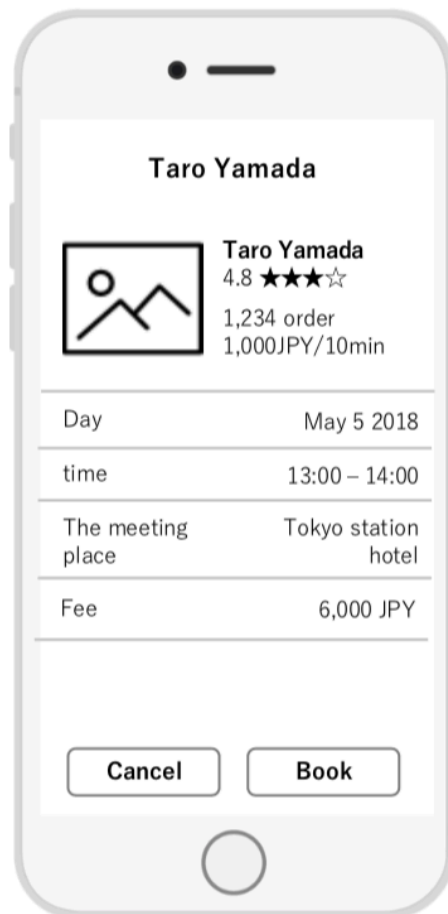 Taro Yamada
Taro Yamada
4.8 ★★★☆
1,234 order
1,000JPY/10min
Day May 5 2018
time 13:00 – 14:00
The meeting place Tokyo station hotel
Fee 6,000 JPY
Cancel Book